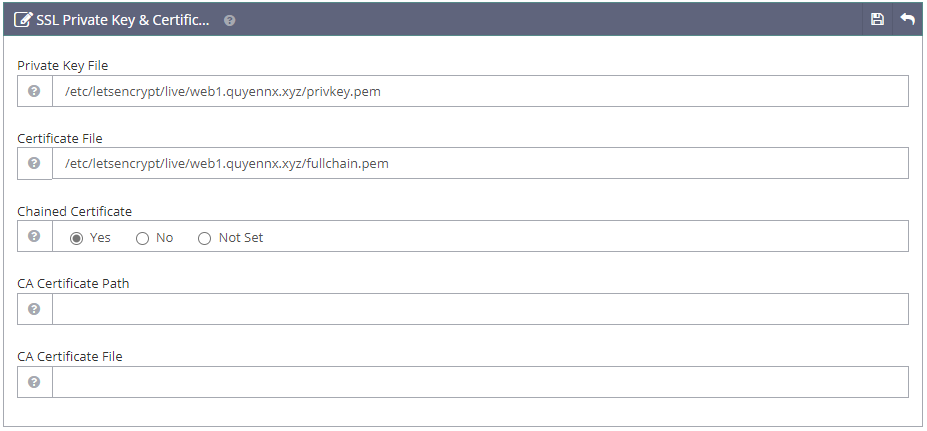 SSL Private Key & Certific...
Private Key File
/etc/letsencrypt/live/web1.quyennx.xyz/privkey.pem
Certificate File
/etc/letsencrypt/live/web1.quyennx.xyz/fullchain.pem
Chained Certificate
Yes No Not Set
CA Certificate Path
CA Certificate File